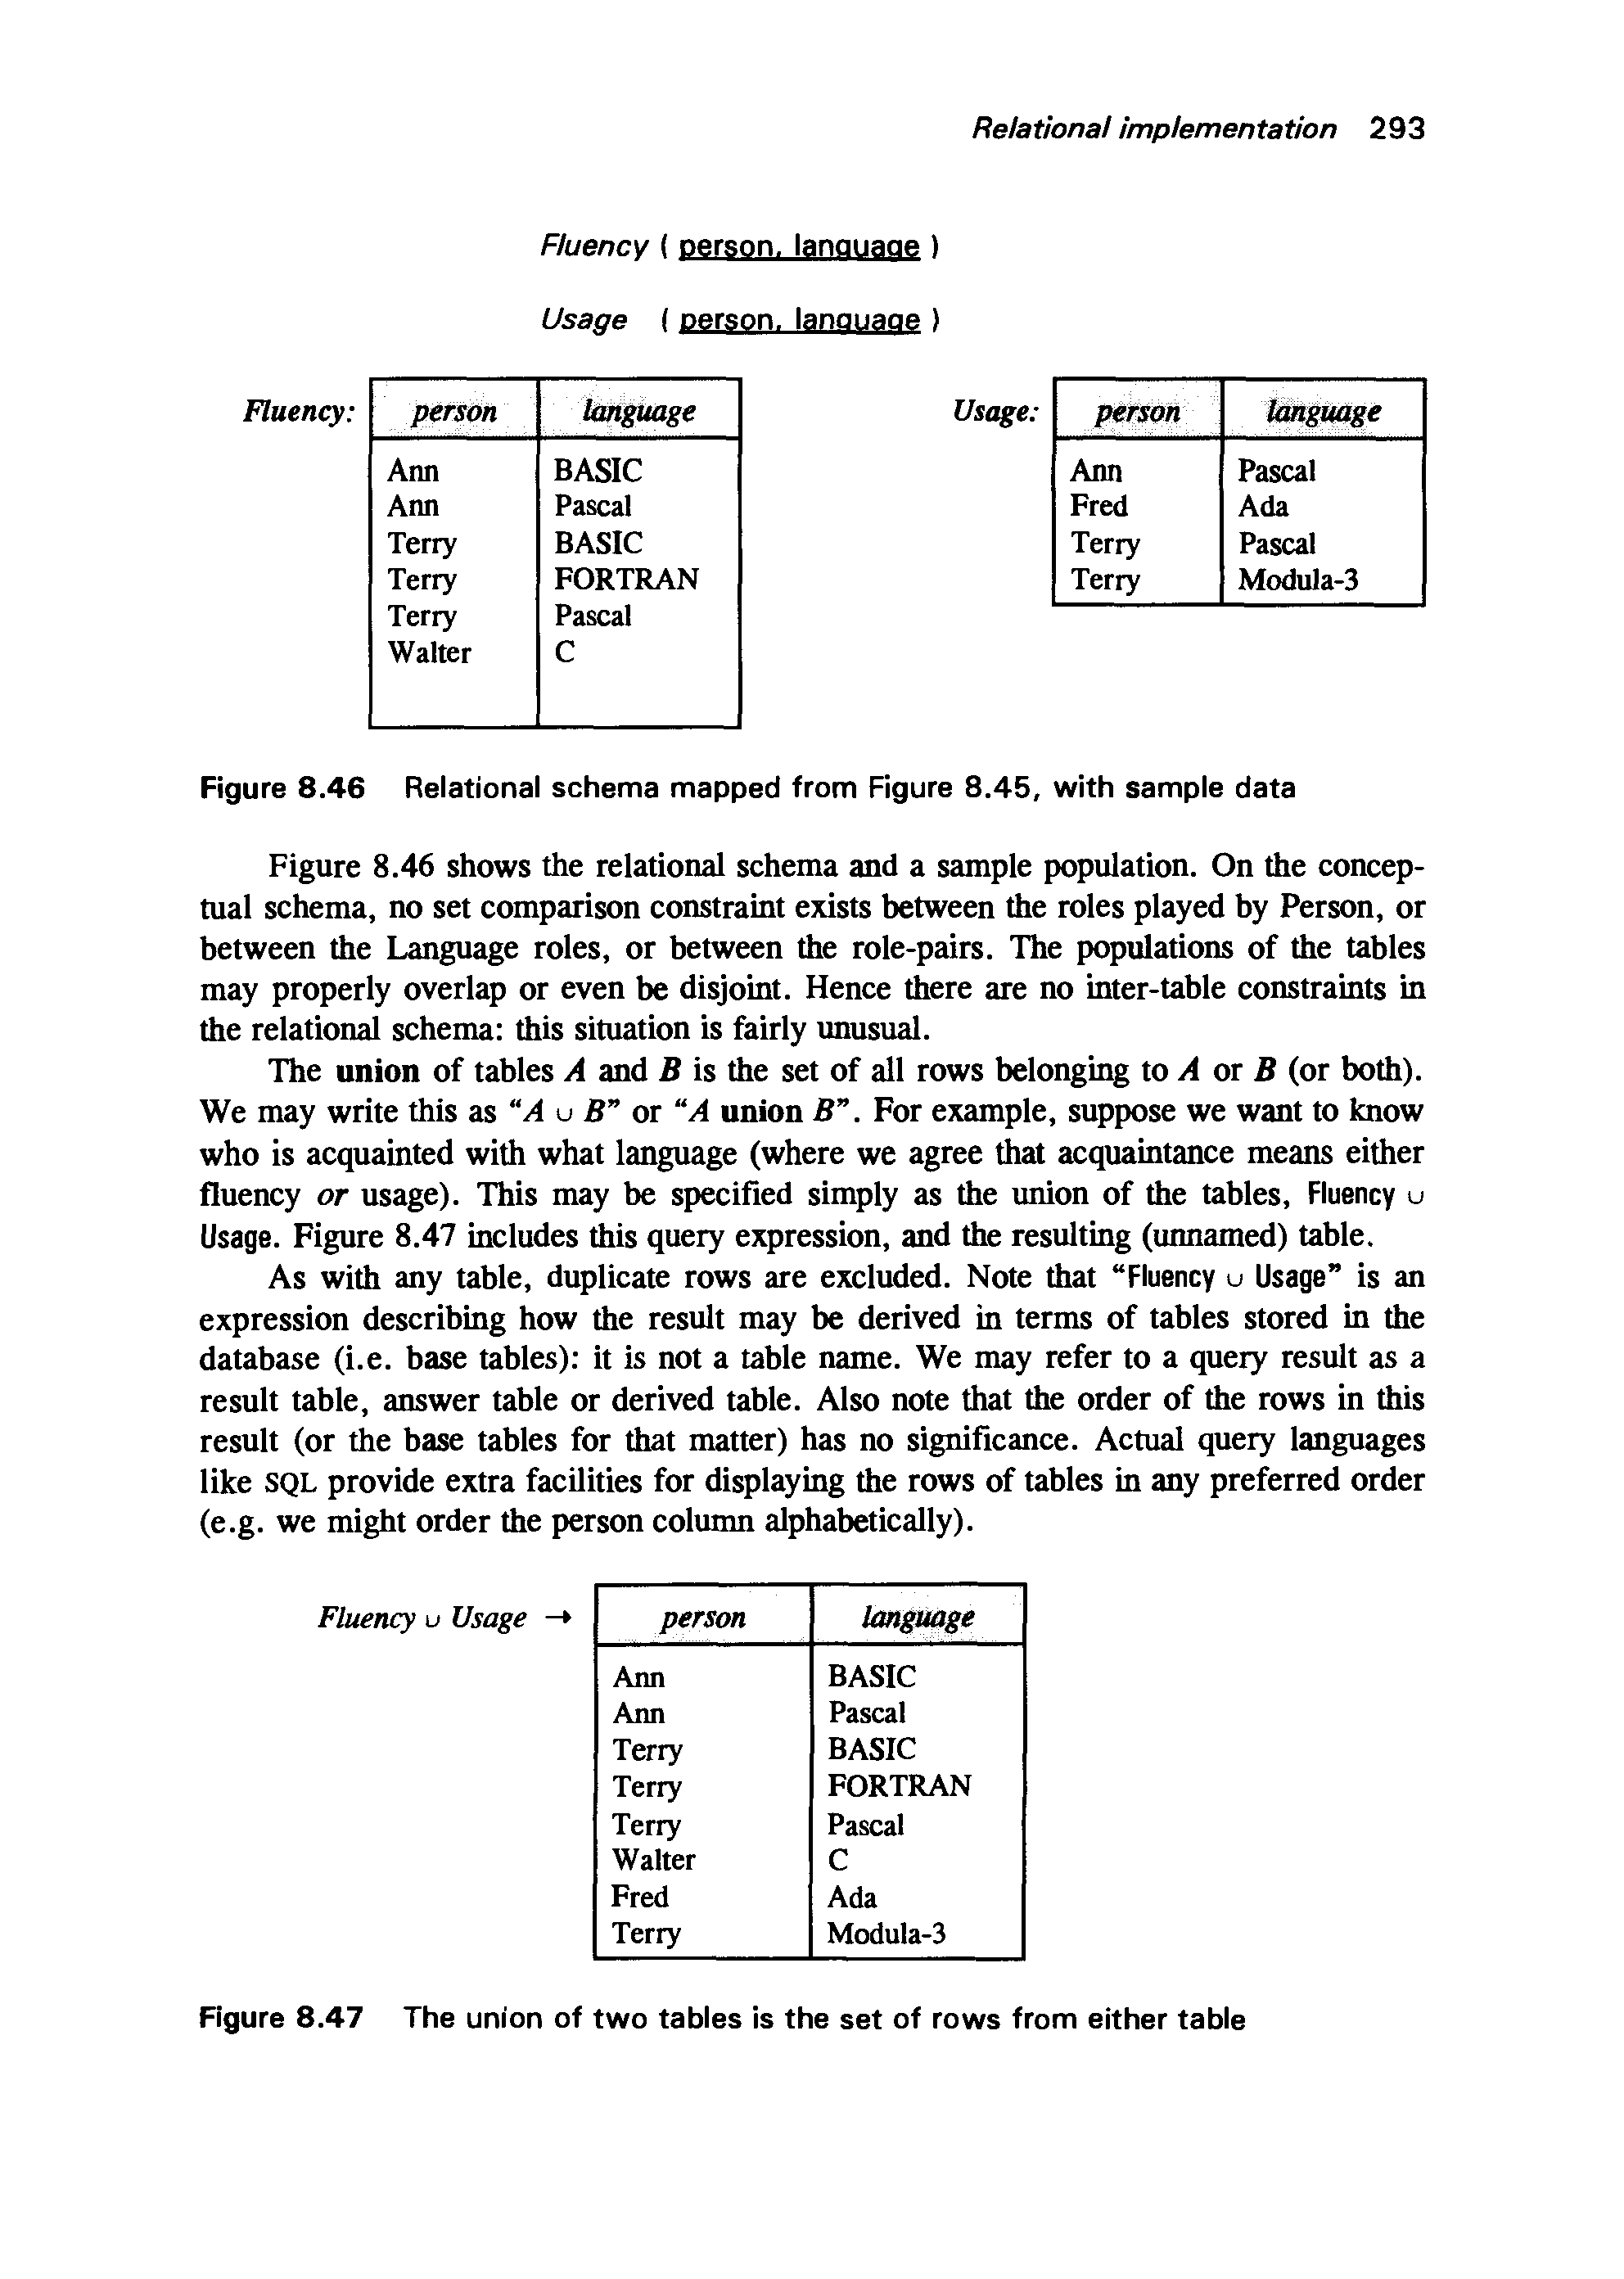 Relational implementation 293
Fluency ( person, language )
Usage ( person, language )
Fluency: person language
Ann BASIC
Ann Pascal
Terry BASIC
Terry FORTRAN
Terry Pascal
Walter C
Usage: person language
Ann Pascal
Fred Ada
Terry Pascal
Terry Modula-3
Figure 8.46 Relational schema mapped from Figure 8.45, with sample data
Figure 8.46 shows the relational schema and a sample population. On the concep-
tual schema, no set comparison constraint exists between the roles played by Person, or
between the Language roles, or between the role-pairs. The populations of the tables
may properly overlap or even be disjoint. Hence there are no inter-table constraints in
the relational schema: this situation is fairly unusual.
The union of tables A and B is the set of all rows belonging to A or B (or both).
We may write this as “A ∪ B” or “A union B”. For example, suppose we want to know
who is acquainted with what language (where we agree that acquaintance means either
fluency or usage). This may be specified simply as the union of the tables, Fluency ∪
Usage. Figure 8.47 includes this query expression, and the resulting (unnamed) table.
As with any table, duplicate rows are excluded. Note that “Fluency ∪ Usage” is an
expression describing how the result may be derived in terms of tables stored in the
database (i.e. base tables): it is not a table name. We may refer to a query result as a
result table, answer table or derived table. Also note that the order of the rows in this
result (or the base tables for that matter) has no significance. Actual query languages
like SQL provide extra facilities for displaying the rows of tables in any preferred order
(e.g. we might order the person column alphabetically).
Fluency ∪ Usage → person language
Ann BASIC
Ann Pascal
Terry BASIC
Terry FORTRAN
Terry Pascal
Walter C
Fred Ada
Terry Modula-3
Figure 8.47 The union of two tables is the set of rows from either table